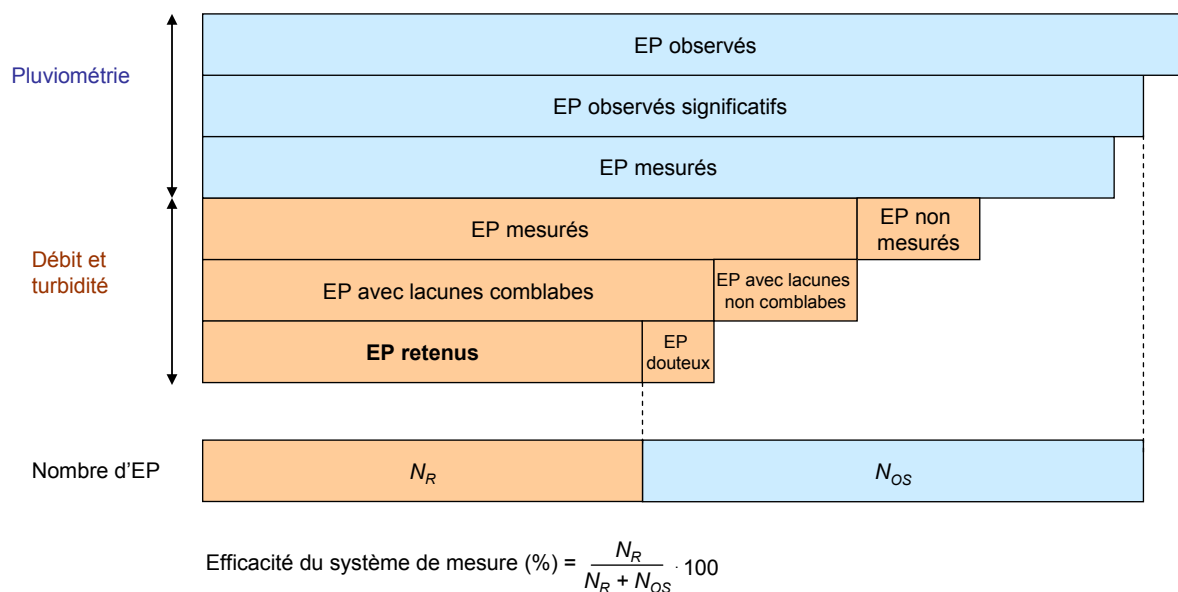 EP observés
Pluviométrie
EP observés significatifs
EP mesurés
EP mesurés
EP non
mesurés
Débit et
turbidité
EP avec lacunes comblabes
EP avec lacunes
non comblabes
EP retenus
EP
douteux
Nombre d'EP
N_R
N_OS
Efficacité du système de mesure (%) = N_R / (N_R + N_OS) · 100